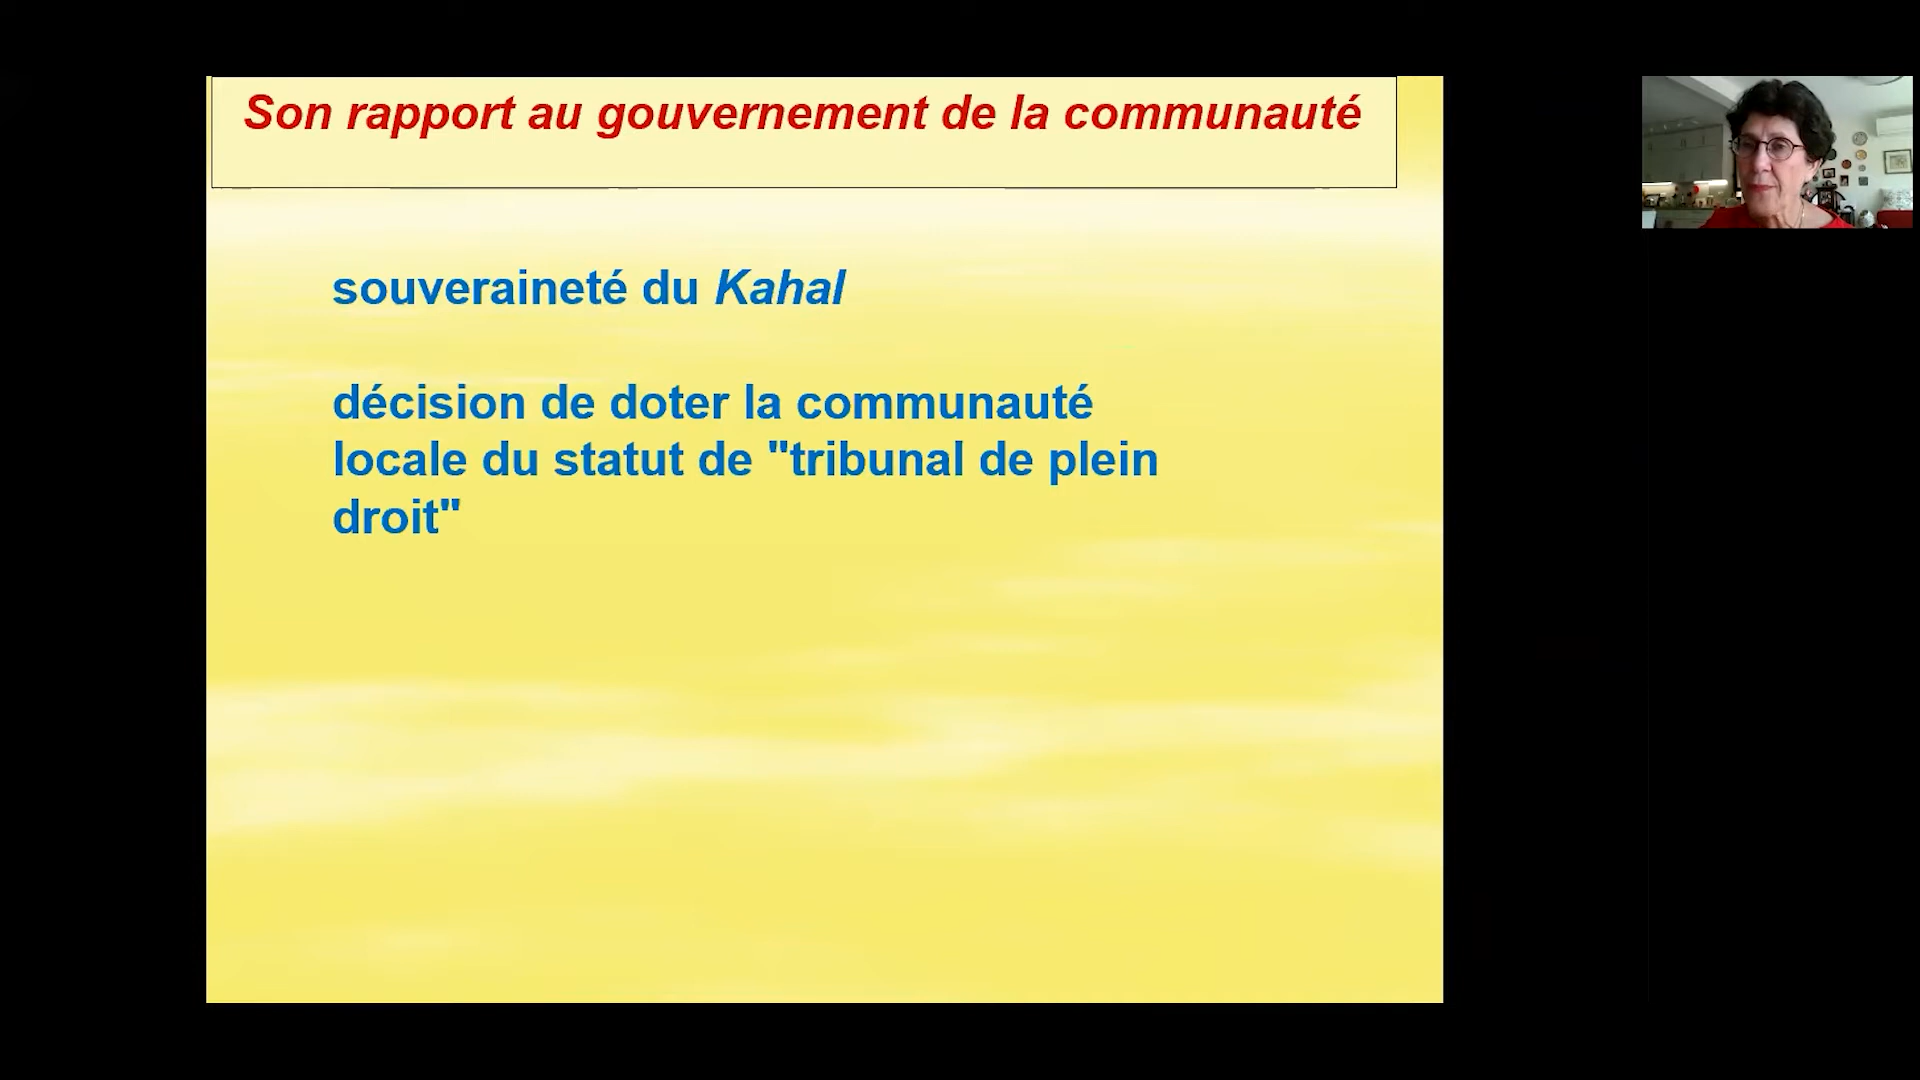 Son rapport au gouvernement de la communauté
souveraineté du Kahal
décision de doter la communauté
locale du statut de "tribunal de plein
droit"